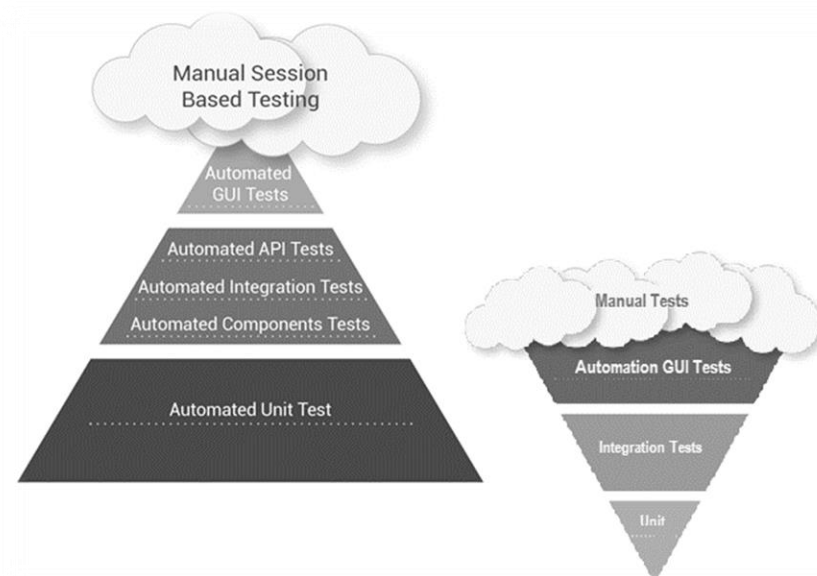 Manual Session
Based Testing
Automated
GUI Tests
Automated API Tests
Automated Integration Tests
Automated Components Tests
Automated Unit Test
Manual Tests
Automation GUI Tests
Integration Tests
Unit